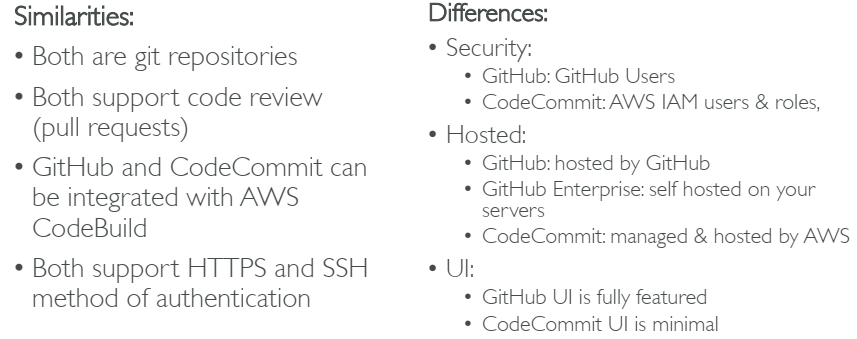 Similarities:
• Both are git repositories
• Both support code review
(pull requests)
• GitHub and CodeCommit can
be integrated with AWS
CodeBuild
• Both support HTTPS and SSH
method of authentication
Differences:
• Security:
• GitHub: GitHub Users
• CodeCommit: AWS IAM users & roles,
• Hosted:
• GitHub: hosted by GitHub
• GitHub Enterprise: self hosted on your
servers
• CodeCommit: managed & hosted by AWS
• UI:
• GitHub UI is fully featured
• CodeCommit UI is minimal